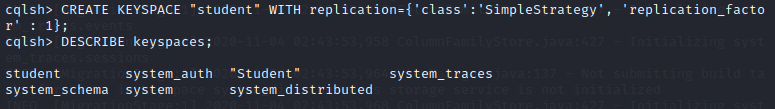 cqlsh> CREATE KEYSPACE "student" WITH replication={'class':'SimpleStrategy', 'replication_facto
r' : 1};
cqlsh> DESCRIBE keyspaces;
student system_auth "Student" system_traces
system_schema system system_distributed